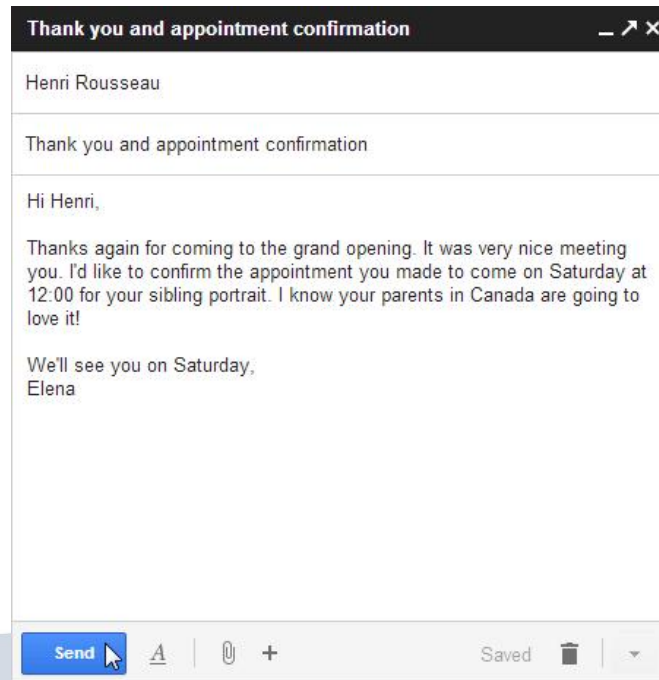 Thank you and appointment confirmation
Henri Rousseau
Thank you and appointment confirmation
Hi Henri,
Thanks again for coming to the grand opening. It was very nice meeting
you. I'd like to confirm the appointment you made to come on Saturday at
12:00 for your sibling portrait. I know your parents in Canada are going to
love it!
We'll see you on Saturday,
Elena
Send A Saved